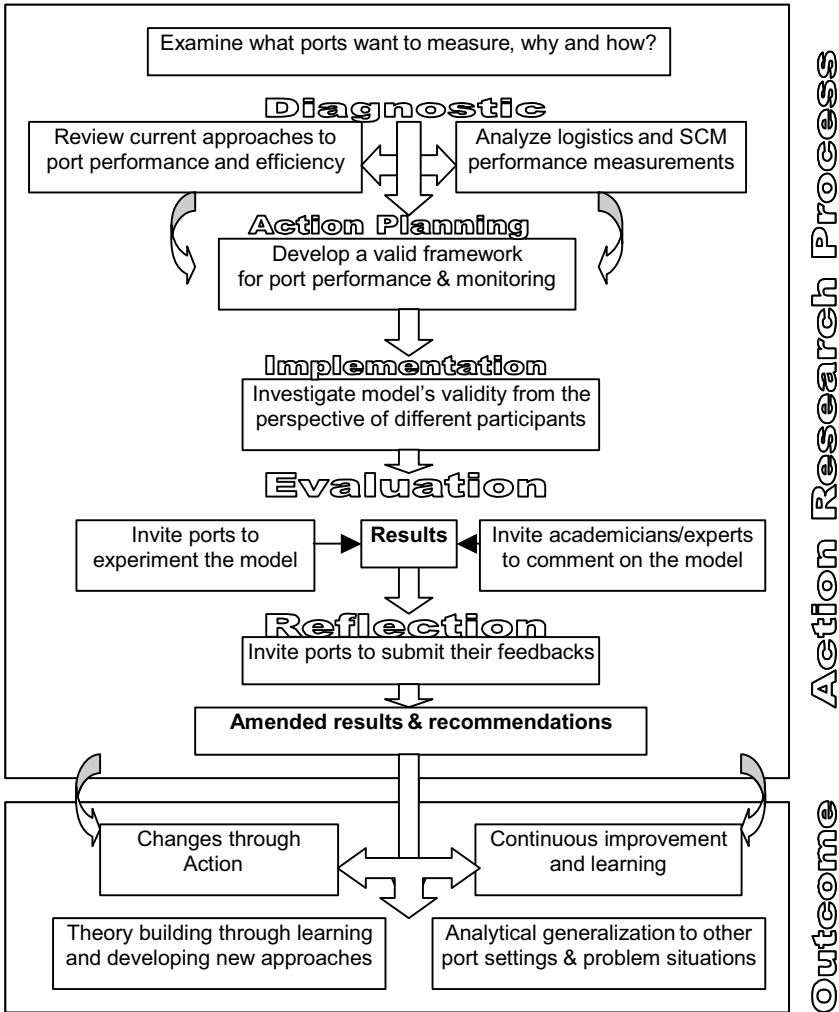 Examine what ports want to measure, why and how?
Diagnostic
Review current approaches to
port performance and efficiency
Analyze logistics and SCM
performance measurements
Action Planning
Develop a valid framework
for port performance & monitoring
Implementation
Investigate model's validity from the
perspective of different participants
Evaluation
Invite ports to
experiment the model
Results
Invite academicians/experts
to comment on the model
Reflection
Invite ports to submit their feedbacks
Amended results & recommendations
Action Research Process
Changes through
Action
Continuous improvement
and learning
Theory building through learning
and developing new approaches
Analytical generalization to other
port settings & problem situations
Outcome